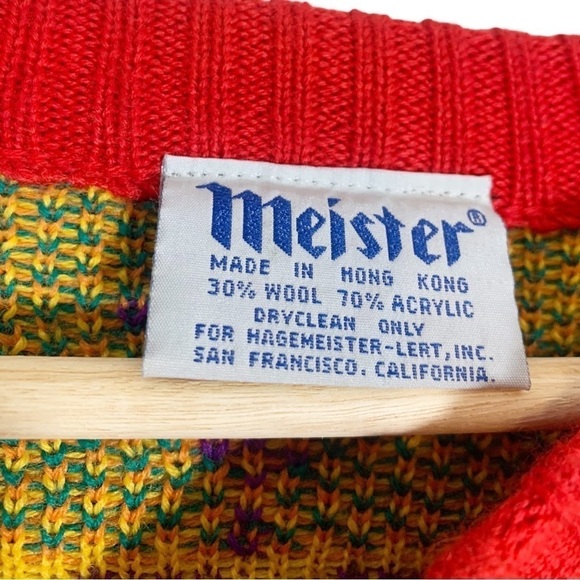 Meister®
MADE IN HONG KONG
30% WOOL 70% ACRYLIC
DRYCLEAN ONLY
FOR HAGEMEISTER-LERT, INC.
SAN FRANCISCO. CALIFORNIA.